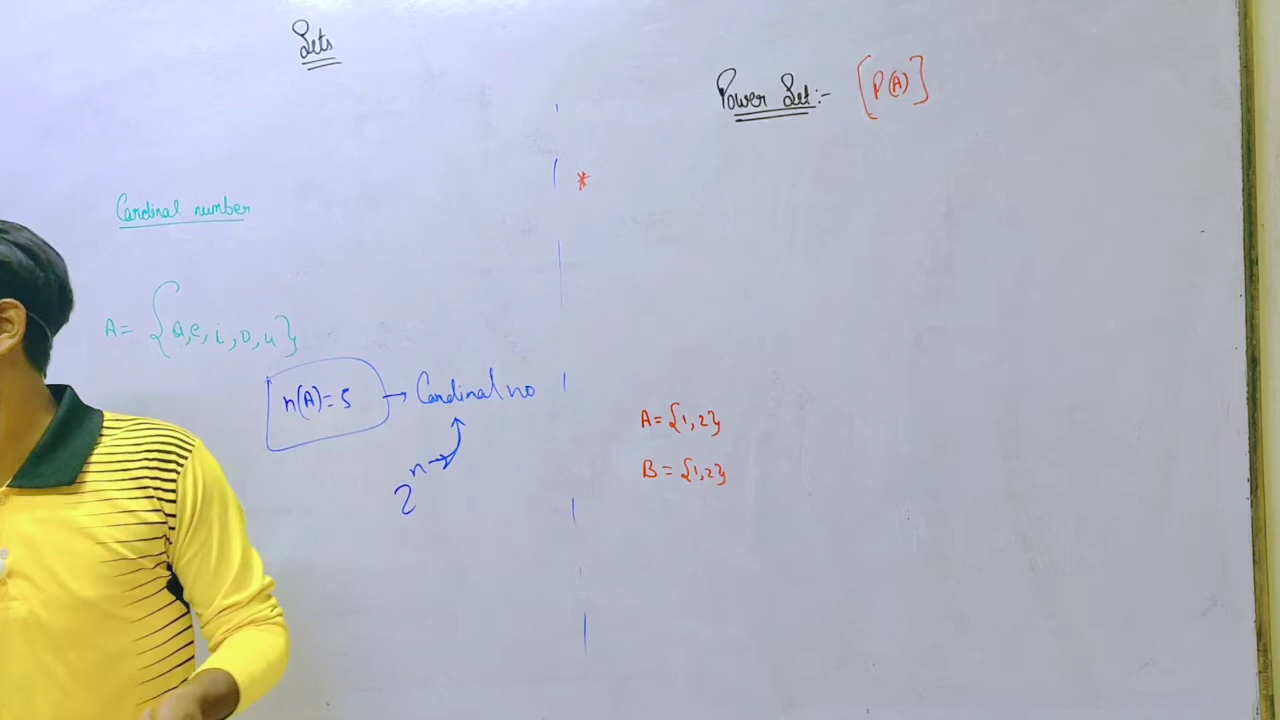 Sets
Cardinal number
A = {a,e,i,o,u}
n(A)=5 → Cardinal no
2^n
Power Set:- [P(A)]
*
A={1,2}
B={1,2}